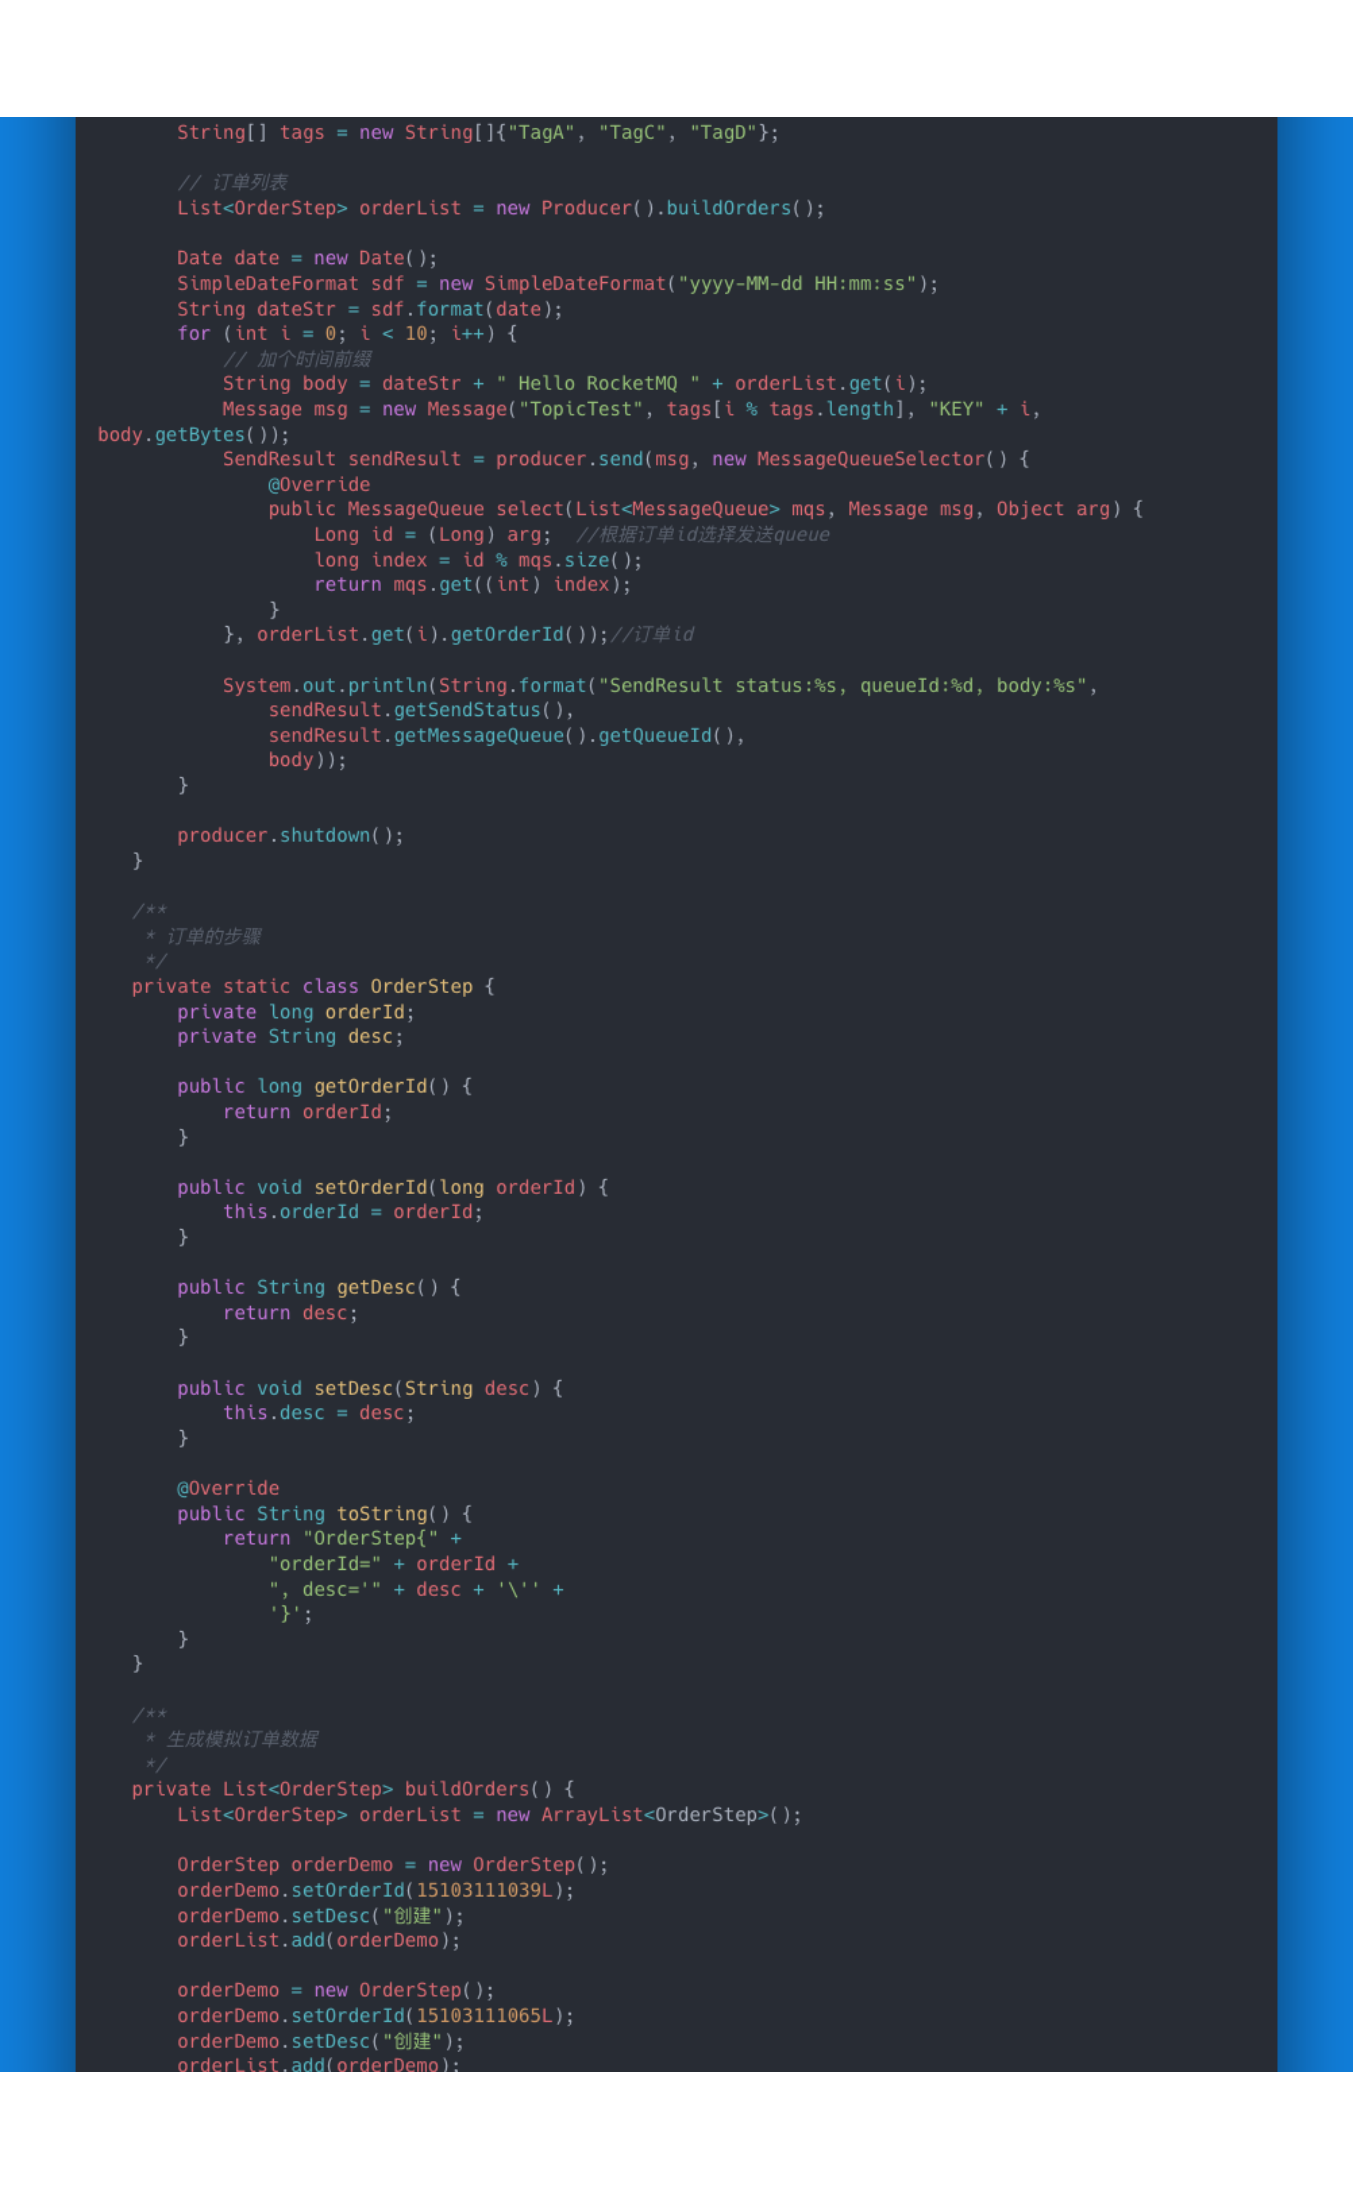 String[] tags = new String[]{"TagA", "TagC", "TagD"};
// 订单列表
List<OrderStep> orderList = new Producer().buildOrders();
Date date = new Date();
SimpleDateFormat sdf = new SimpleDateFormat("yyyy-MM-dd HH:mm:ss");
String dateStr = sdf.format(date);
for (int i = 0; i < 10; i++) {
// 加个时间前缀
String body = dateStr + " Hello RocketMQ " + orderList.get(i);
Message msg = new Message("TopicTest", tags[i % tags.length], "KEY" + i,
body.getBytes());
SendResult sendResult = producer.send(msg, new MessageQueueSelector() {
@Override
public MessageQueue select(List<MessageQueue> mqs, Message msg, Object arg) {
Long id = (Long) arg;  //根据订单id选择发送queue
long index = id % mqs.size();
return mqs.get((int) index);
}
}, orderList.get(i).getOrderId());//订单id
System.out.println(String.format("SendResult status:%s, queueId:%d, body:%s",
sendResult.getSendStatus(),
sendResult.getMessageQueue().getQueueId(),
body));
}
producer.shutdown();
}
/**
* 订单的步骤
*/
private static class OrderStep {
private long orderId;
private String desc;
public long getOrderId() {
return orderId;
}
public void setOrderId(long orderId) {
this.orderId = orderId;
}
public String getDesc() {
return desc;
}
public void setDesc(String desc) {
this.desc = desc;
}
@Override
public String toString() {
return "OrderStep{" +
"orderId=" + orderId +
", desc='" + desc + '\'' +
'}';
}
}
/**
* 生成模拟订单数据
*/
private List<OrderStep> buildOrders() {
List<OrderStep> orderList = new ArrayList<OrderStep>();
OrderStep orderDemo = new OrderStep();
orderDemo.setOrderId(15103111039L);
orderDemo.setDesc("创建");
orderList.add(orderDemo);
orderDemo = new OrderStep();
orderDemo.setOrderId(15103111065L);
orderDemo.setDesc("创建");
orderList.add(orderDemo);